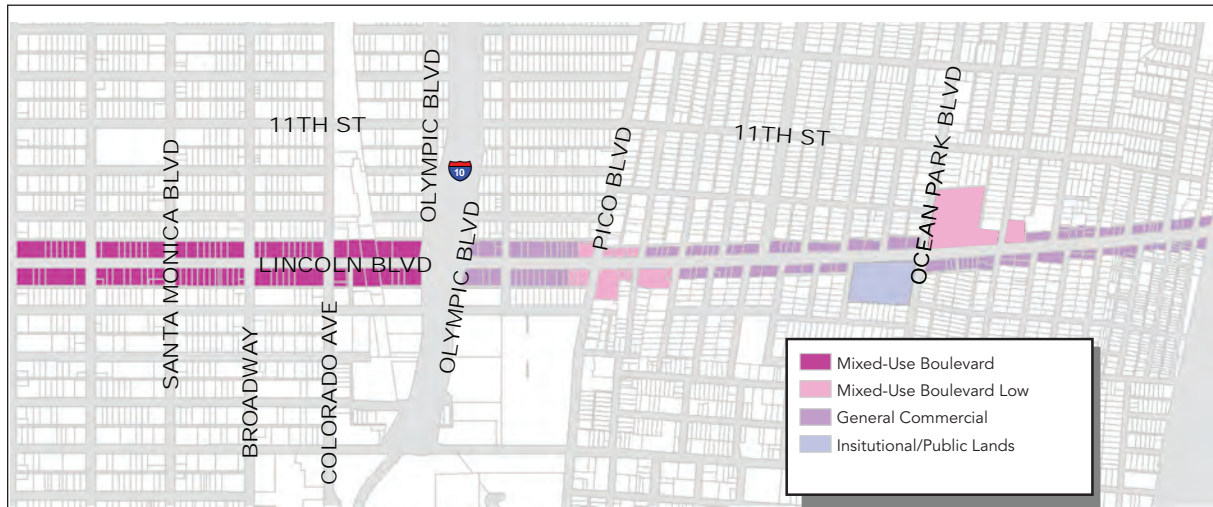 SANTA MONICA BLVD
BROADWAY
COLORADO AVE
11TH ST
OLYMPIC BLVD
10
OLYMPIC BLVD
LINCOLN BLVD
PICO BLVD
11TH ST
OCEAN PARK BLVD
Mixed-Use Boulevard
Mixed-Use Boulevard Low
General Commercial
Insitutional/Public Lands